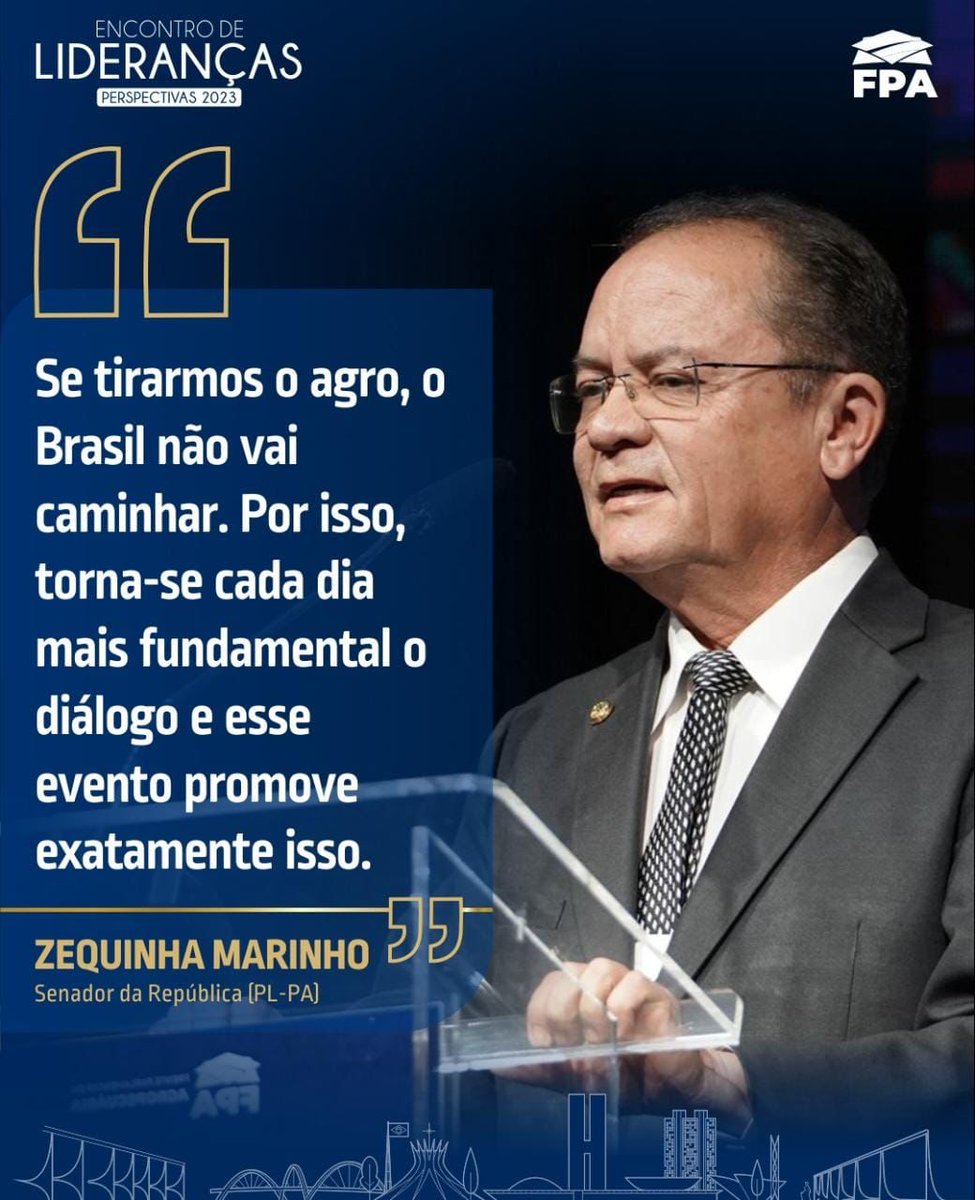 ENCONTRO DE
LIDERANÇAS
PERSPECTIVAS 2023
FPA
Se tirarmos o agro, o
Brasil não vai
caminhar. Por isso,
torna-se cada dia
mais fundamental o
diálogo e esse
evento promove
exatamente isso.
ZEQUINHA MARINHO
Senador da República (PL-PA)